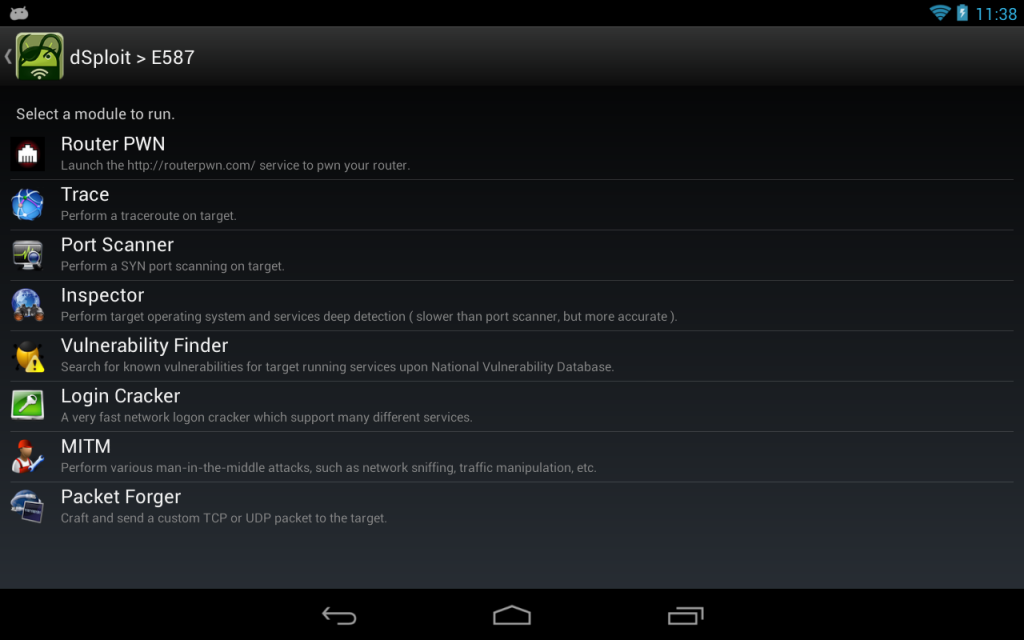 11:38
dSploit > E587
Select a module to run.
Router PWN
Launch the http://routerpwn.com/ service to pwn your router.
Trace
Perform a traceroute on target.
Port Scanner
Perform a SYN port scanning on target.
Inspector
Perform target operating system and services deep detection ( slower than port scanner, but more accurate ).
Vulnerability Finder
Search for known vulnerabilities for target running services upon National Vulnerability Database.
Login Cracker
A very fast network logon cracker which support many different services.
MITM
Perform various man-in-the-middle attacks, such as network sniffing, traffic manipulation, etc.
Packet Forger
Craft and send a custom TCP or UDP packet to the target.